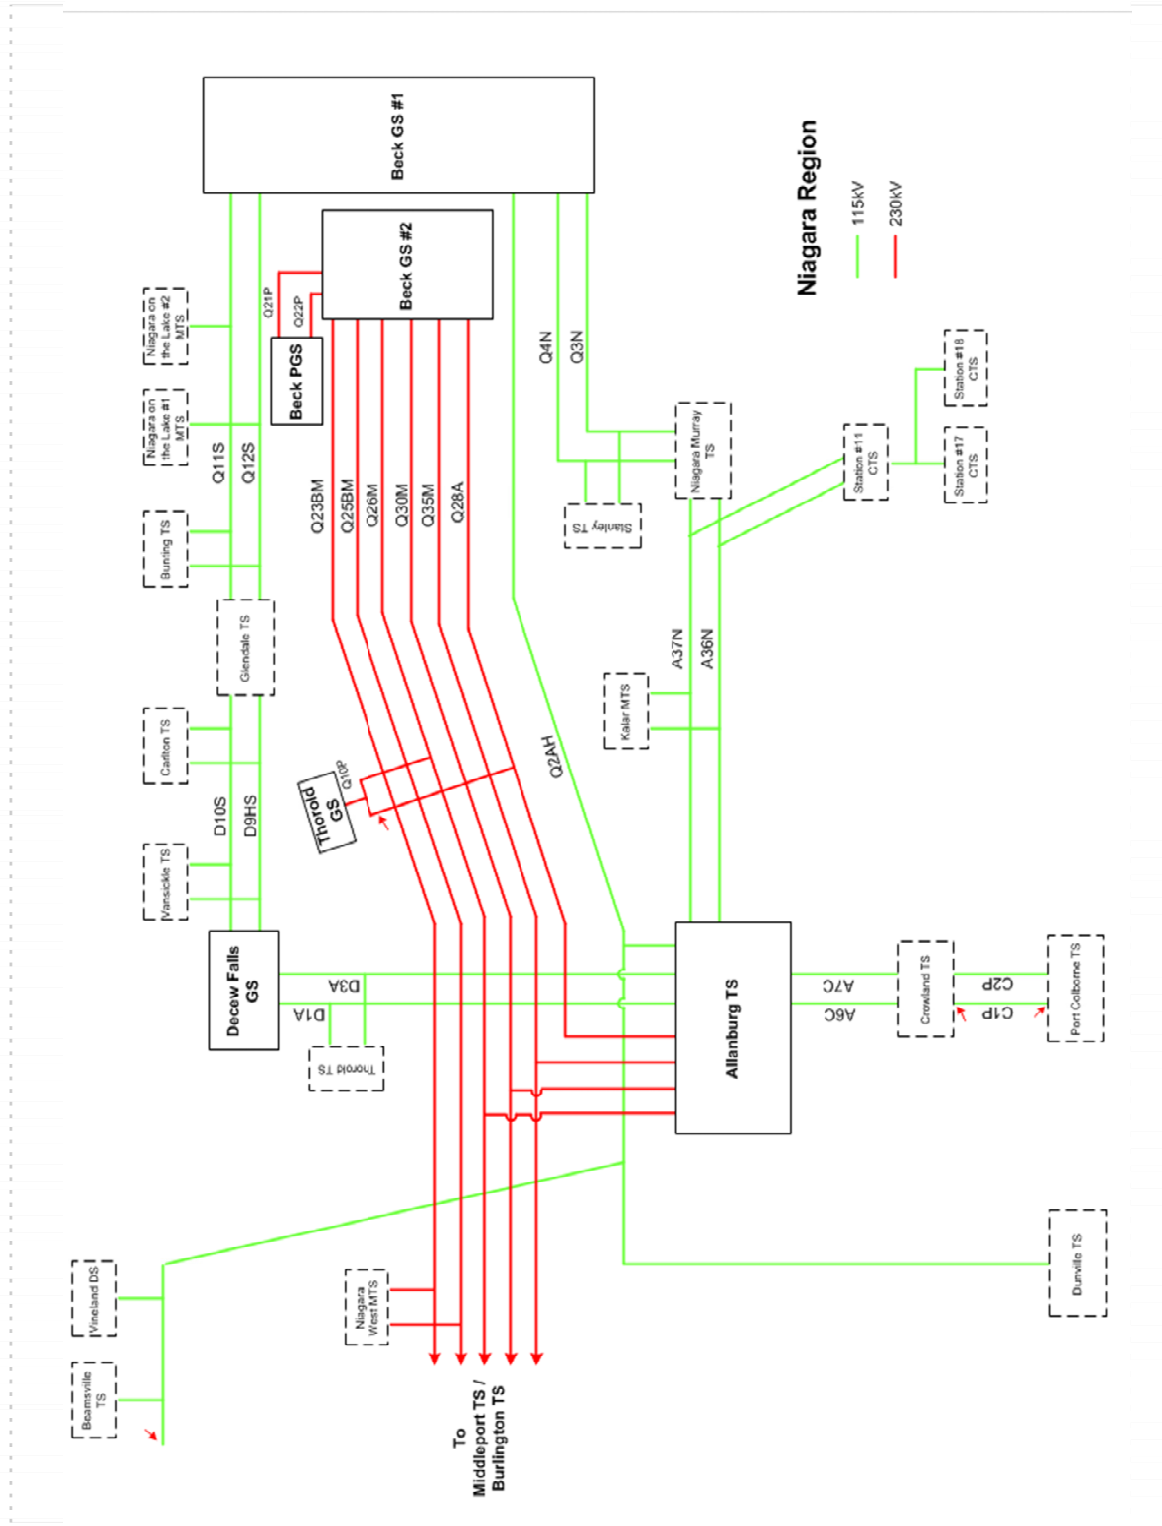 Niagara Region
115kV
230kV
Beck GS #1
Beck GS #2
Beck PGS
Q21P
Q22P
Niagara on
the Lake #2
MTS
Niagara on
the Lake #1
MTS
Q11S
Q12S
Bunting TS
Glendale TS
Carlton TS
D10S
D9HS
Vansickle TS
Decew Falls
GS
Q23BM
Q25BM
Q26M
Q30M
Q35M
Q28A
Q4N
Q3N
Niagara Murray
TS
Stanley TS
Station #11
CTS
Station #18
CTS
Station #17
CTS
A37N
A36N
Kalar MTS
Q2AH
Thorold
GS
Q10P
D3A
D1A
Thorold TS
Allanburg TS
A7C
A6C
Crowland TS
C2P
C1P
Port Colborne TS
Dunville TS
Niagara
West MTS
Vineland DS
Beamsville
TS
To
Middleport TS /
Burlington TS